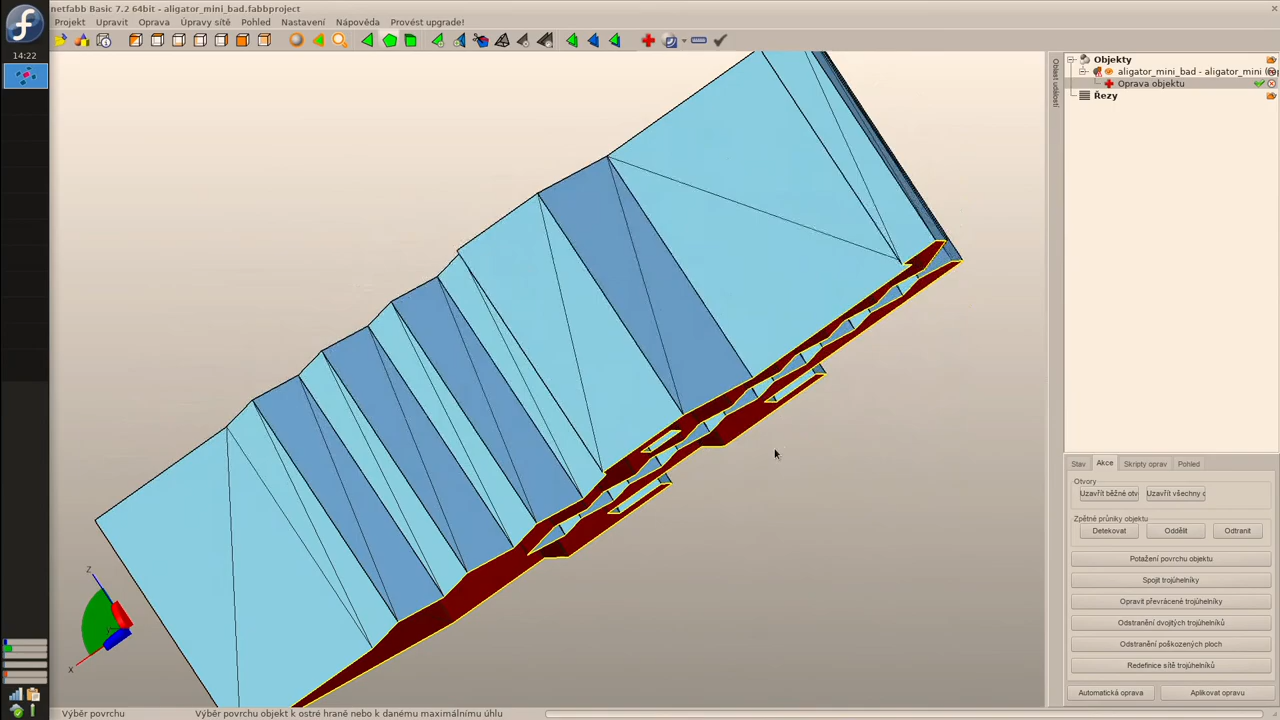 netfabb Basic 7.2 64bit - aligator_mini_bad.fabbproject
Projekt Upravit Oprava Úpravy sítě Pohled Nastavení Nápověda Provést upgrade!
14:22
Oblast událostí
Objekty
aligator_mini_bad - aligator_mini
Oprava objektu
Řezy
Stav Akce Skripty oprav Pohled
Otvory
Uzavřít běžné otv Uzavřít všechny o
Zpětné průniky objektu
Detekovat Oddělit Odtranit
Potažení povrchu objektu
Spojit trojúhelníky
Opravit převrácené trojúhelníky
Odstranění dvojitých trojúhelníků
Odstranění poškozených ploch
Redefinice sítě trojúhelníků
Automatická oprava Aplikovat opravu
Z
X
Výběr povrchu Výběr povrchu objekt k ostré hraně nebo k danému maximálnímu úhlu